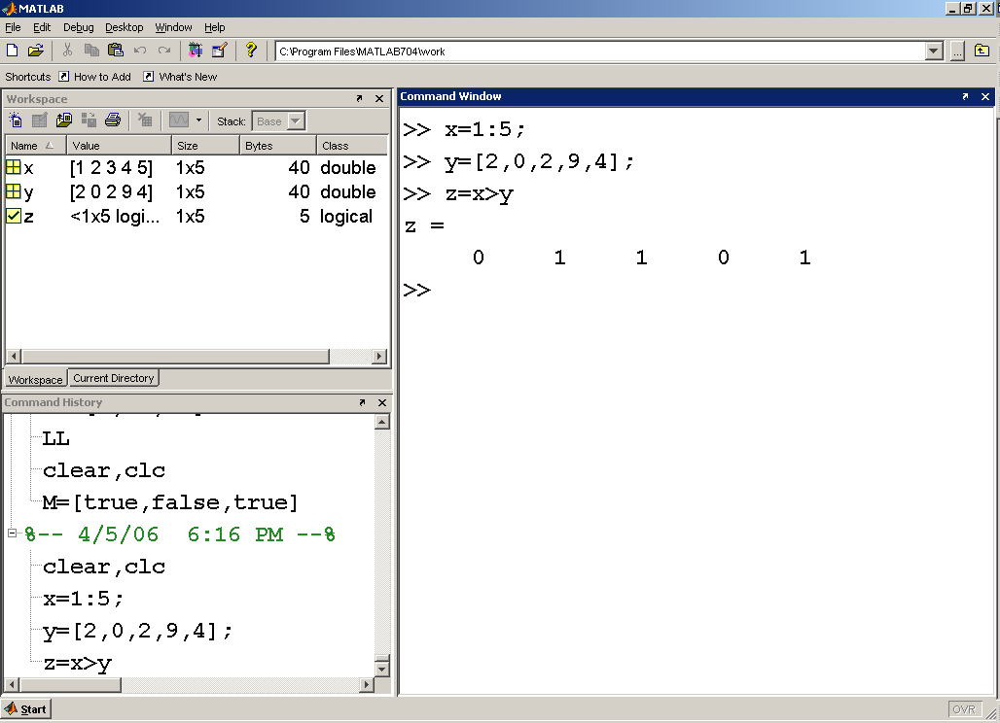 MATLAB
File Edit Debug Desktop Window Help
C:\Program Files\MATLAB704\work
...
Shortcuts How to Add What's New
Workspace
Stack: Base
Name Value Size Bytes Class
x [1 2 3 4 5] 1x5 40 double
y [2 0 2 9 4] 1x5 40 double
z <1x5 logi... 1x5 5 logical
Workspace Current Directory
Command History
LL
clear,clc
M=[true,false,true]
%-- 4/5/06  6:16 PM --%
clear,clc
x=1:5;
y=[2,0,2,9,4];
z=x>y
Command Window
>> x=1:5;
>> y=[2,0,2,9,4];
>> z=x>y
z =
0 1 1 0 1
>>
Start
OVR